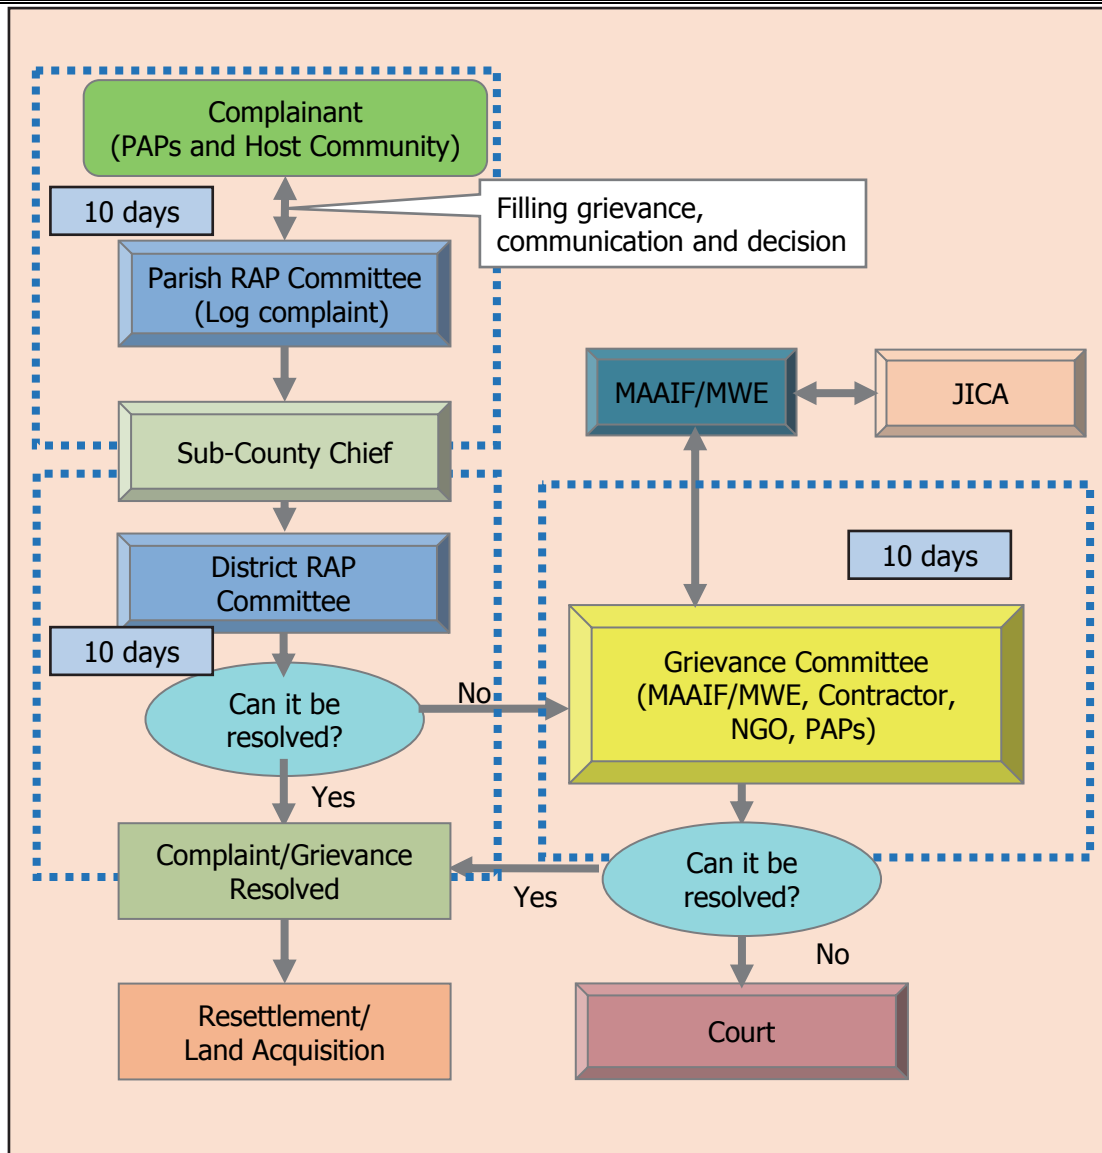 Complainant
(PAPs and Host Community)
10 days
Filling grievance,
communication and decision
Parish RAP Committee
(Log complaint)
MAAIF/MWE
JICA
Sub-County Chief
District RAP
Committee
10 days
10 days
Grievance Committee
(MAAIF/MWE, Contractor,
NGO, PAPs)
Can it be
resolved?
No
Yes
Complaint/Grievance
Resolved
Can it be
resolved?
Yes
No
Resettlement/
Land Acquisition
Court